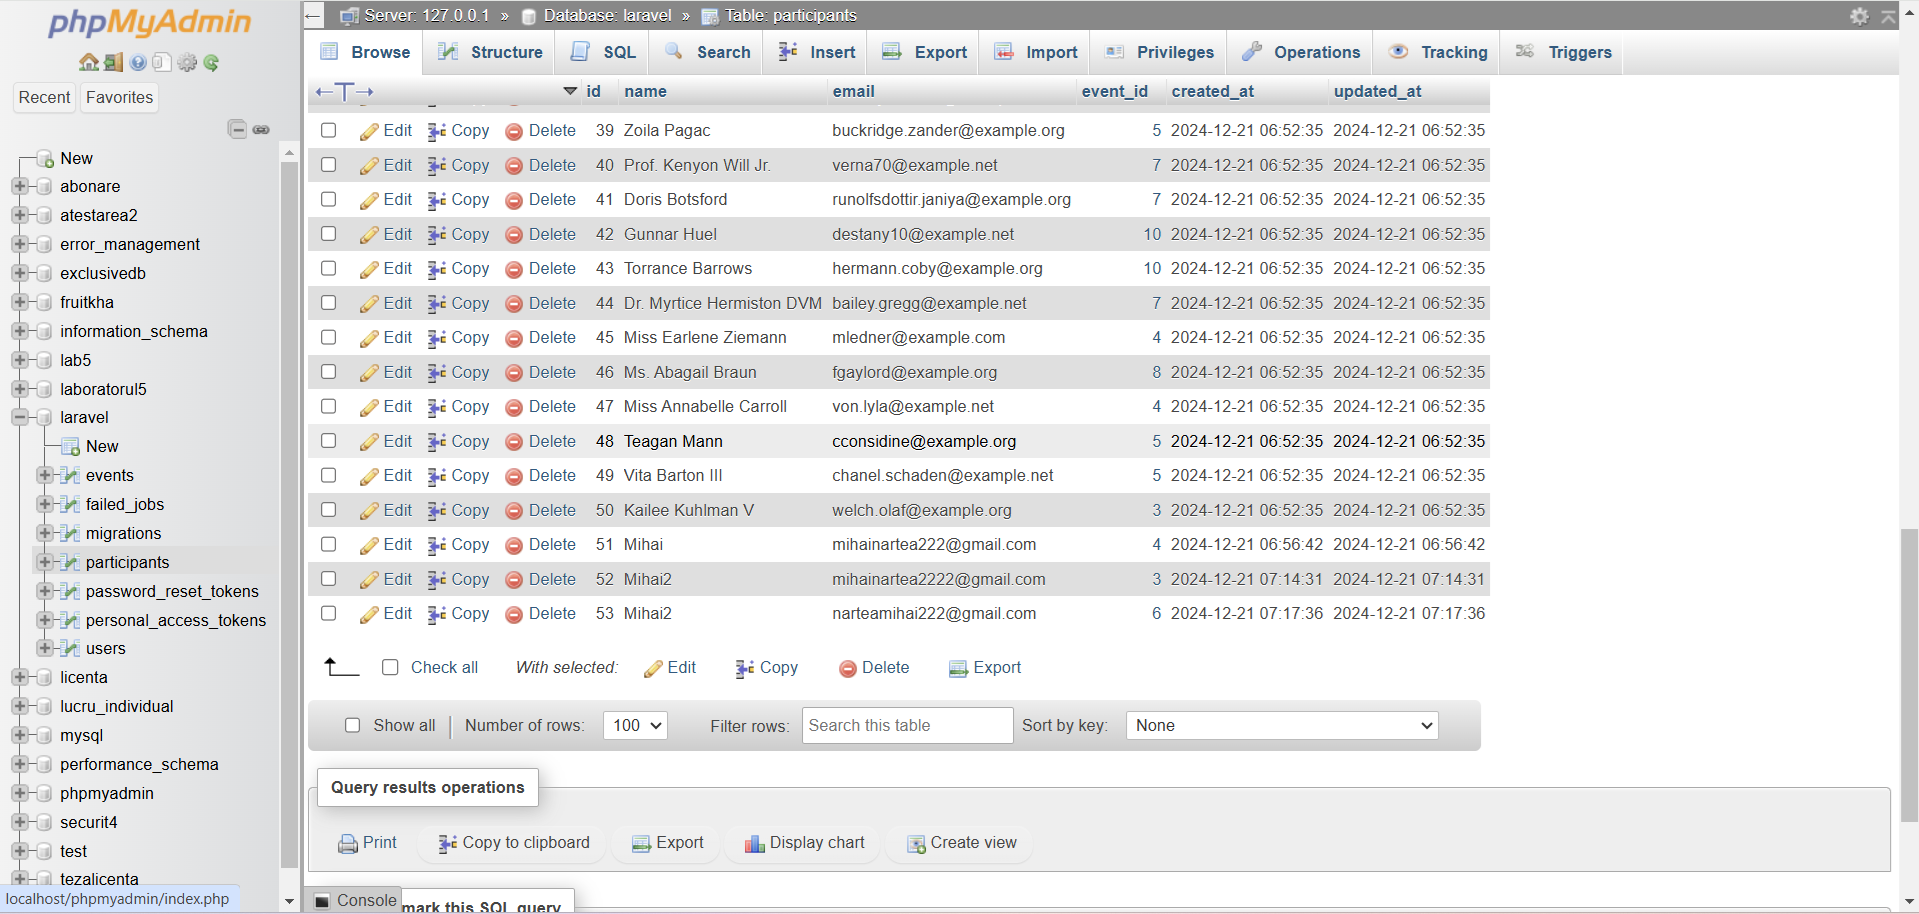 phpMyAdmin
Recent Favorites
New
abonare
atestarea2
error_management
exclusivedb
fruitkha
information_schema
lab5
laboratorul5
laravel
New
events
failed_jobs
migrations
participants
password_reset_tokens
personal_access_tokens
users
licenta
lucru_individual
mysql
performance_schema
phpmyadmin
securit4
test
tezalicenta
localhost/phpmyadmin/index.php
Server: 127.0.0.1 » Database: laravel » Table: participants
Browse Structure SQL Search Insert Export Import Privileges Operations Tracking Triggers
←T→ id name email event_id created_at updated_at
Edit Copy Delete 39 Zoila Pagac buckridge.zander@example.org 5 2024-12-21 06:52:35 2024-12-21 06:52:35
Edit Copy Delete 40 Prof. Kenyon Will Jr. verna70@example.net 7 2024-12-21 06:52:35 2024-12-21 06:52:35
Edit Copy Delete 41 Doris Botsford runolfsdottir.janiya@example.org 7 2024-12-21 06:52:35 2024-12-21 06:52:35
Edit Copy Delete 42 Gunnar Huel destany10@example.net 10 2024-12-21 06:52:35 2024-12-21 06:52:35
Edit Copy Delete 43 Torrance Barrows hermann.coby@example.org 10 2024-12-21 06:52:35 2024-12-21 06:52:35
Edit Copy Delete 44 Dr. Myrtice Hermiston DVM bailey.gregg@example.net 7 2024-12-21 06:52:35 2024-12-21 06:52:35
Edit Copy Delete 45 Miss Earlene Ziemann mledner@example.com 4 2024-12-21 06:52:35 2024-12-21 06:52:35
Edit Copy Delete 46 Ms. Abagail Braun fgaylord@example.org 8 2024-12-21 06:52:35 2024-12-21 06:52:35
Edit Copy Delete 47 Miss Annabelle Carroll von.lyla@example.net 4 2024-12-21 06:52:35 2024-12-21 06:52:35
Edit Copy Delete 48 Teagan Mann cconsidine@example.org 5 2024-12-21 06:52:35 2024-12-21 06:52:35
Edit Copy Delete 49 Vita Barton III chanel.schaden@example.net 5 2024-12-21 06:52:35 2024-12-21 06:52:35
Edit Copy Delete 50 Kailee Kuhlman V welch.olaf@example.org 3 2024-12-21 06:52:35 2024-12-21 06:52:35
Edit Copy Delete 51 Mihai mihainartea222@gmail.com 4 2024-12-21 06:56:42 2024-12-21 06:56:42
Edit Copy Delete 52 Mihai2 mihainartea2222@gmail.com 3 2024-12-21 07:14:31 2024-12-21 07:14:31
Edit Copy Delete 53 Mihai2 narteamihai222@gmail.com 6 2024-12-21 07:17:36 2024-12-21 07:17:36
Check all With selected: Edit Copy Delete Export
Show all Number of rows: 100 Filter rows: Search this table Sort by key: None
Query results operations
Print Copy to clipboard Export Display chart Create view
Console mark this SQL query